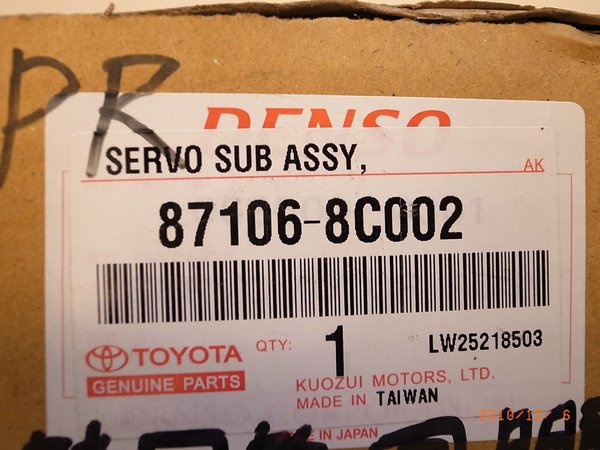 PR
DENSO
SERVO SUB ASSY,
AK
87106-8C002
TOYOTA
GENUINE PARTS
QTY: 1
LW25218503
KUOZUI MOTORS, LTD.
MADE IN TAIWAN
IN JAPAN